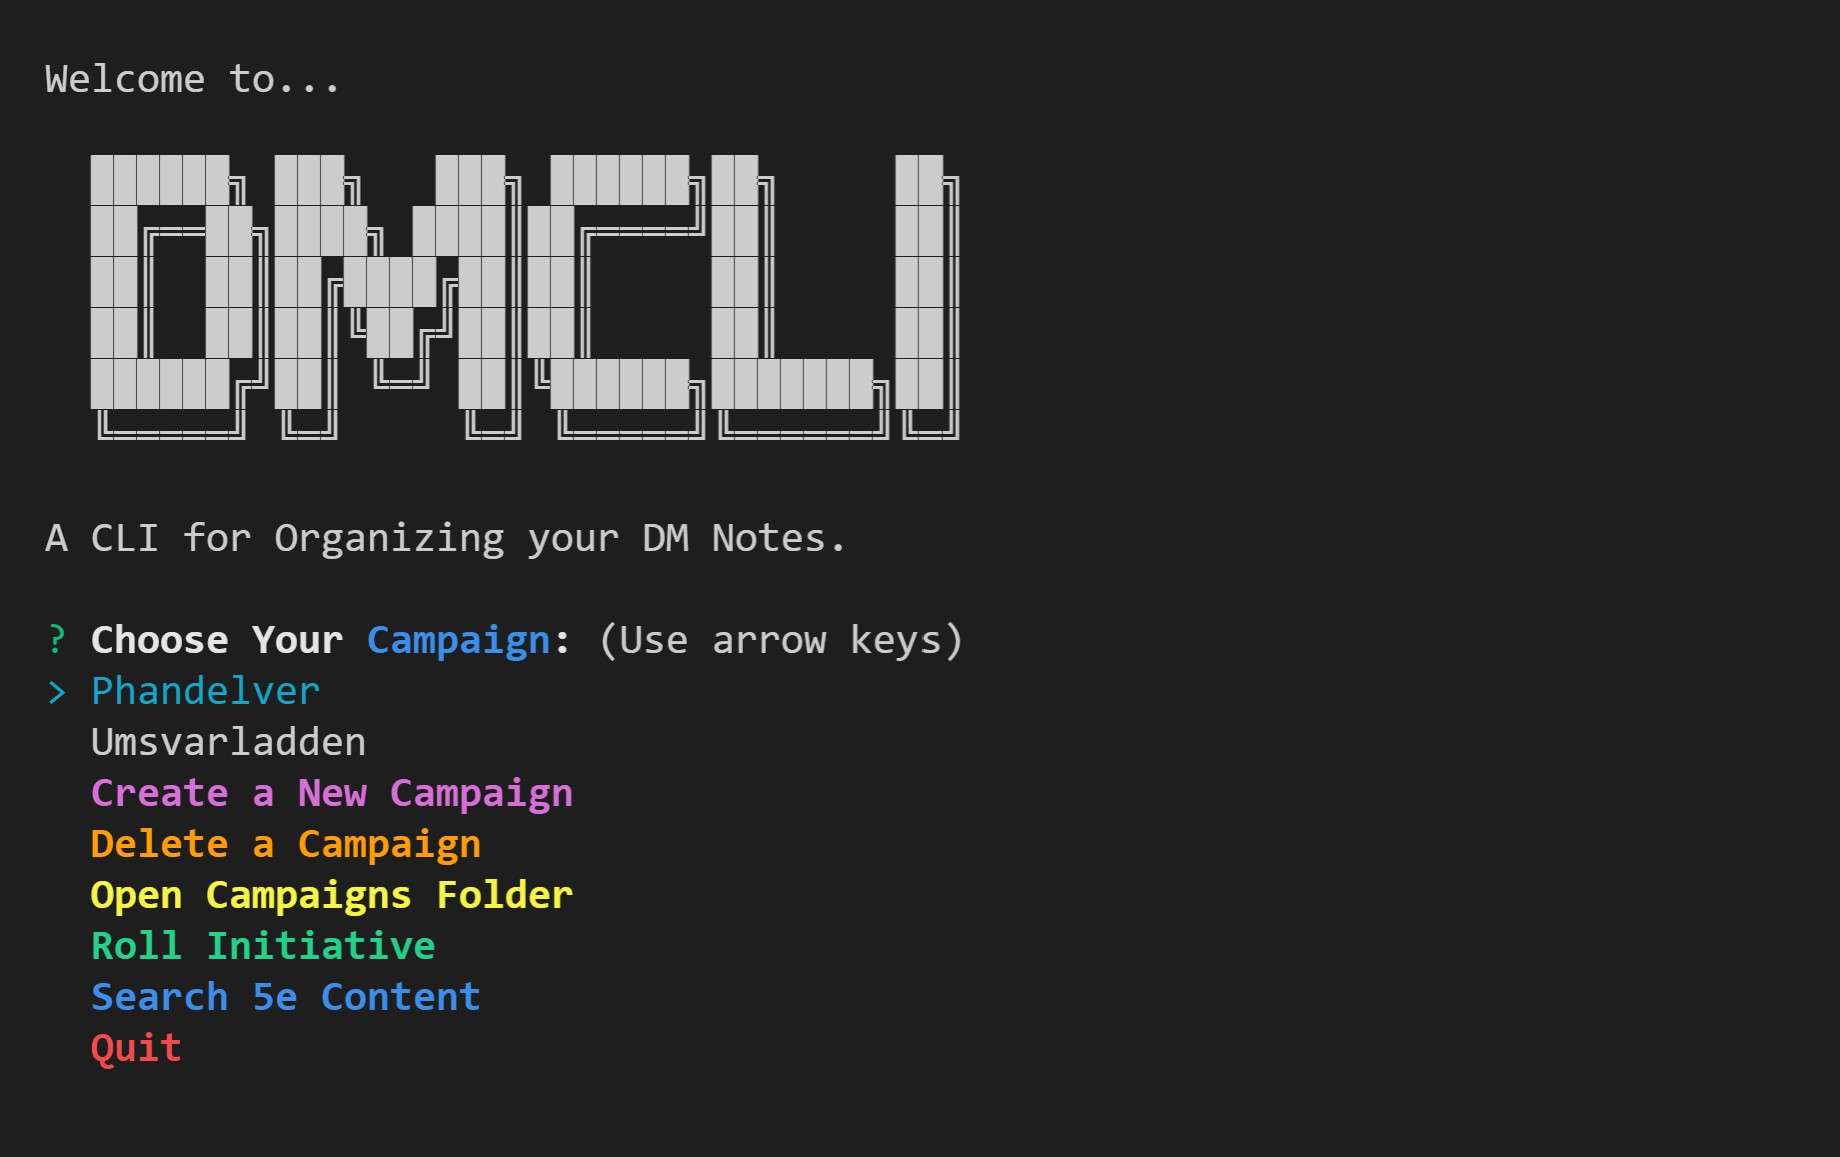 Welcome to...
DMCLI
A CLI for Organizing your DM Notes.
? Choose Your Campaign: (Use arrow keys)
> Phandelver
Umsvarladden
Create a New Campaign
Delete a Campaign
Open Campaigns Folder
Roll Initiative
Search 5e Content
Quit